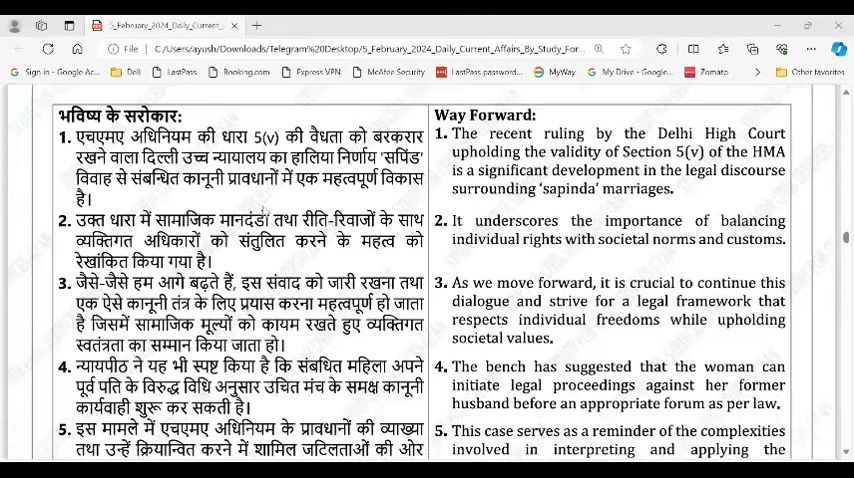 5_February_2024_Daily_Current_
File
C:/Users/ayush/Downloads/Telegram%20Desktop/5_February_2024_Daily_Current_Affairs_By_Study_For...
Sign in - Google Ac...
Dell
LastPass
Booking.com
Express VPN
McAfee Security
LastPass password...
MyWay
My Drive - Google...
Zomato
Other favorites
भविष्य के सरोकार:
1. एचएमए अधिनियम की धारा 5(v) की वैधता को बरकरार
रखने वाला दिल्ली उच्च न्यायालय का हालिया निर्णय 'सपिंड'
विवाह से संबन्धित कानूनी प्रावधानों में एक महत्वपूर्ण विकास
है।
2. उक्त धारा में सामाजिक मानदंडों तथा रीति-रिवाजों के साथ
व्यक्तिगत अधिकारों को संतुलित करने के महत्व को
रेखांकित किया गया है।
3. जैसे-जैसे हम आगे बढ़ते हैं, इस संवाद को जारी रखना तथा
एक ऐसे कानूनी तंत्र के लिए प्रयास करना महत्वपूर्ण हो जाता
है जिसमें सामाजिक मूल्यों को कायम रखते हुए व्यक्तिगत
स्वतंत्रता का सम्मान किया जाता हो।
4. न्यायपीठ ने यह भी स्पष्ट किया है कि संबधित महिला अपने
पूर्व पति के विरुद्ध विधि अनुसार उचित मंच के समक्ष कानूनी
कार्यवाही शुरू कर सकती है।
5. इस मामले में एचएमए अधिनियम के प्रावधानों की व्याख्या
तथा उन्हें क्रियान्वित करने में शामिल जटिलताओं की ओर
Way Forward:
1. The recent ruling by the Delhi High Court
upholding the validity of Section 5(v) of the HMA
is a significant development in the legal discourse
surrounding 'sapinda' marriages.
2. It underscores the importance of balancing
individual rights with societal norms and customs.
3. As we move forward, it is crucial to continue this
dialogue and strive for a legal framework that
respects individual freedoms while upholding
societal values.
4. The bench has suggested that the woman can
initiate legal proceedings against her former
husband before an appropriate forum as per law.
5. This case serves as a reminder of the complexities
involved in interpreting and applying the